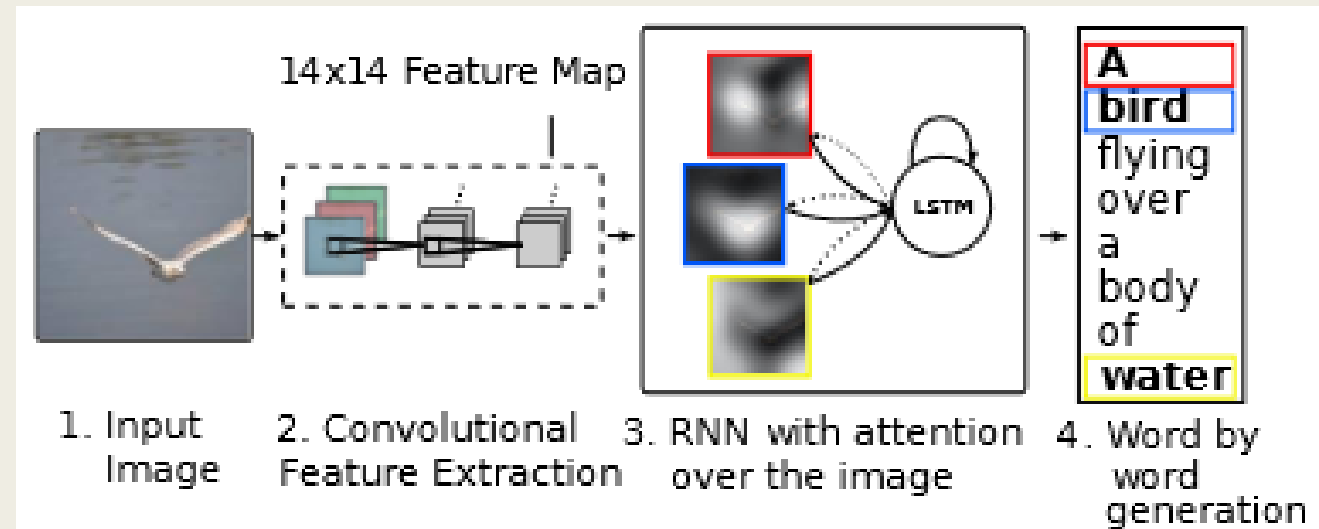 14x14 Feature Map
LSTM
A
bird
flying
over
a
body
of
water
1. Input
Image
2. Convolutional
Feature Extraction
3. RNN with attention
over the image
4. Word by
word
generation